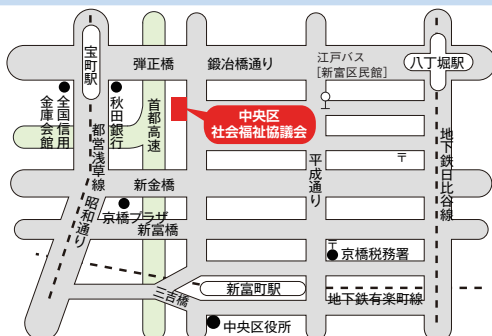 宝町駅
弾正橋
鍛冶橋通り
江戸バス
[新富区民館]
八丁堀駅
全国信用
金庫会館
秋田銀行
首都高速
中央区
社会福祉協議会
都営浅草線
昭和通り
新金橋
平成通り
〒
地下鉄日比谷線
京橋プラザ
新富橋
〒
京橋税務署
三吉橋
新富町駅
地下鉄有楽町線
中央区役所